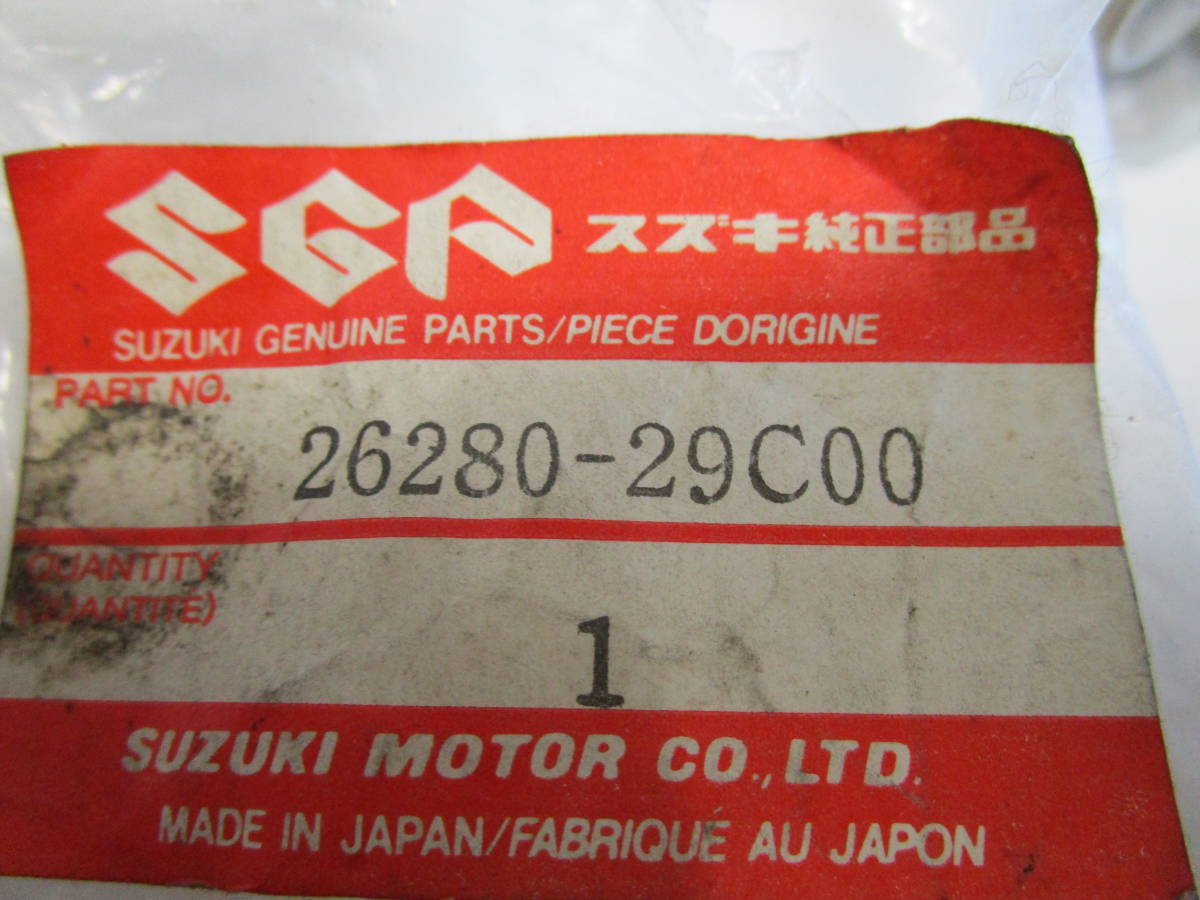 SGP スズキ純正部品
SUZUKI GENUINE PARTS/PIECE DORIGINE
PART NO.
26280-29C00
QUANTITY
(QUANTITÉ)
1
SUZUKI MOTOR CO., LTD.
MADE IN JAPAN/FABRIQUÉ AU JAPON